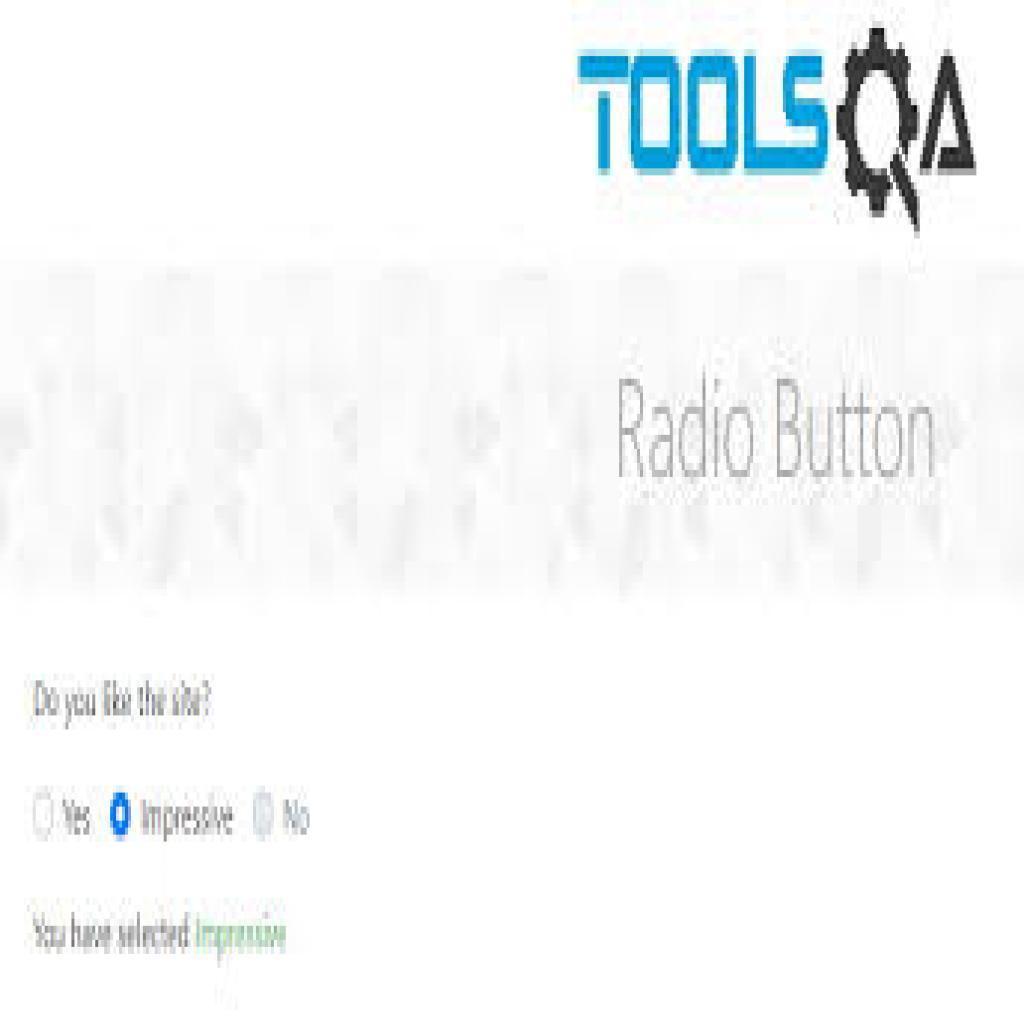 TOOLSQA
Radio Button
Do you like the site?
Yes Impressive No
You have selected Impressive